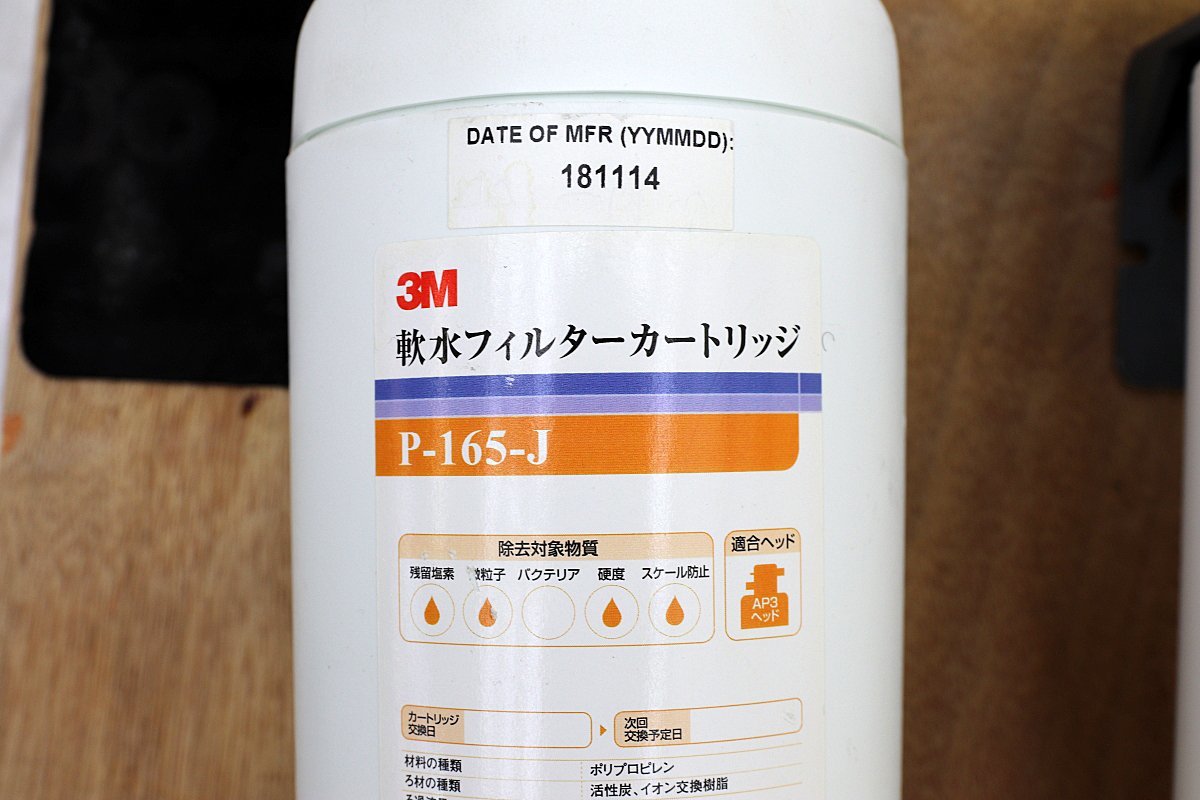 DATE OF MFR (YYMMDD):
181114
3M
軟水フィルターカートリッジ
P-165-J
除去対象物質
適合ヘッド
残留塩素 微粒子 バクテリア 硬度 スケール防止
AP3
ヘッド
カートリッジ
交換日
次回
交換予定日
材料の種類 ポリプロピレン
ろ材の種類 活性炭、イオン交換樹脂